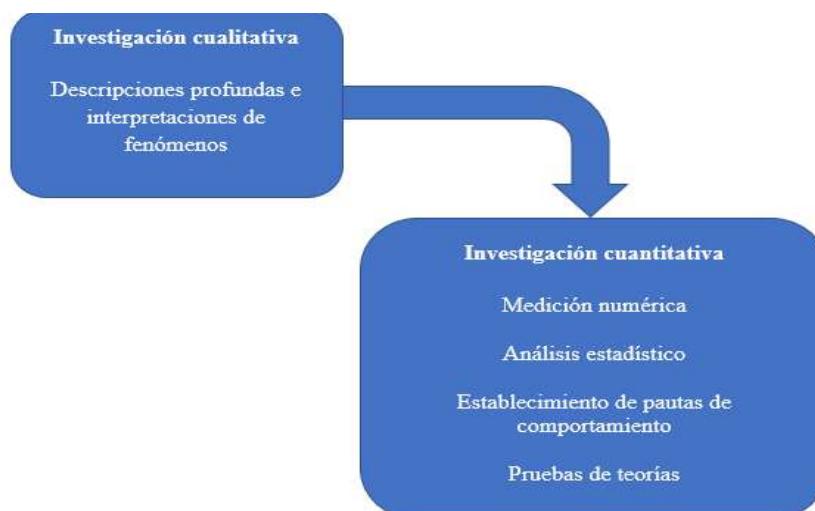 Investigación cualitativa
Descripciones profundas e
interpretaciones de
fenómenos
Investigación cuantitativa
Medición numérica
Análisis estadístico
Establecimiento de pautas de
comportamiento
Pruebas de teorías